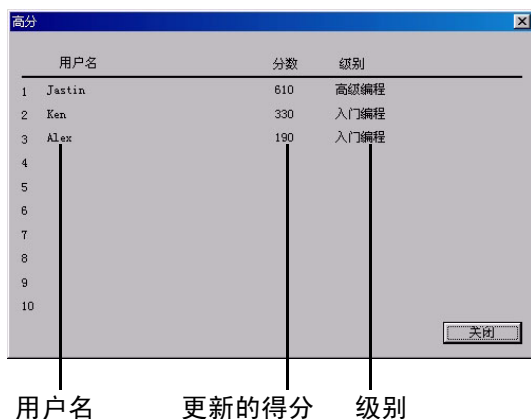 高分
用户名 分数 级别
1 Jastin 610 高级编程
2 Ken 330 入门编程
3 Alex 190 入门编程
4
5
6
7
8
9
10
关闭
用户名 更新的得分 级别